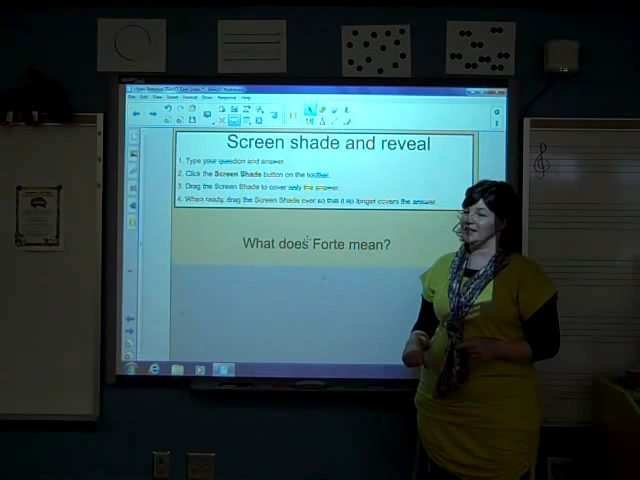 Screen shade and reveal
1. Type your question and answer
2. Click the Screen Shade button on the toolbar.
3. Drag the Screen Shade to cover only the answer.
4. When ready, drag the Screen Shade over so that it no longer covers the answer.
What does Forte mean?